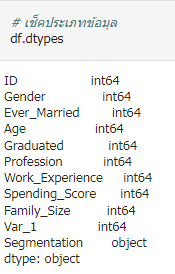 # เช็คประเภทข้อมูล
df.dtypes
ID int64
Gender int64
Ever_Married int64
Age int64
Graduated int64
Profession int64
Work_Experience int64
Spending_Score int64
Family_Size int64
Var_1 int64
Segmentation object
dtype: object